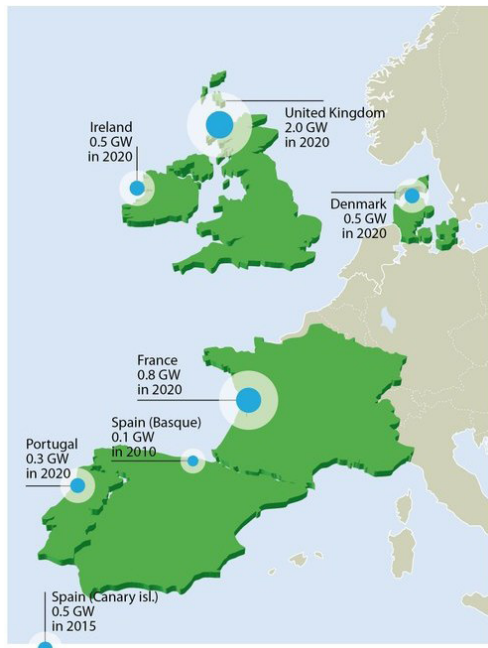 United Kingdom
2.0 GW
in 2020
Ireland
0.5 GW
in 2020
Denmark
0.5 GW
in 2020
France
0.8 GW
in 2020
Spain (Basque)
0.1 GW
in 2010
Portugal
0.3 GW
in 2020
Spain (Canary isl.)
0.5 GW
in 2015